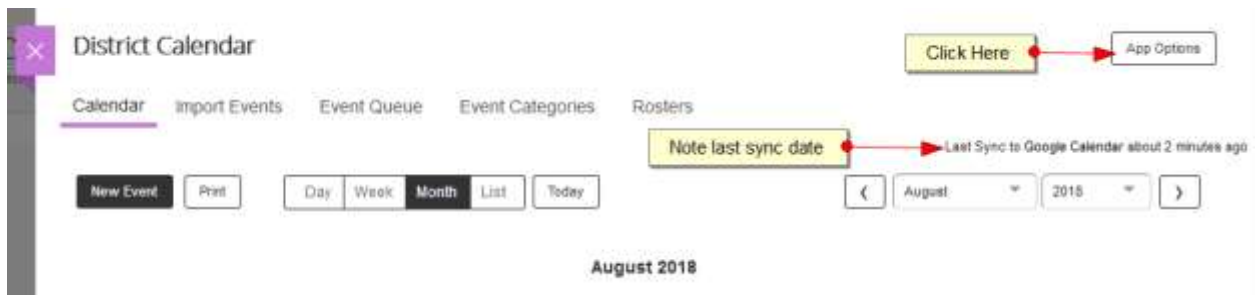 District Calendar
Click Here
App Options
Calendar Import Events Event Queue Event Categories Rosters
Note last sync date
Last Sync to Google Calendar about 2 minutes ago
New Event Print Day Week Month List Today August 2018
August 2018